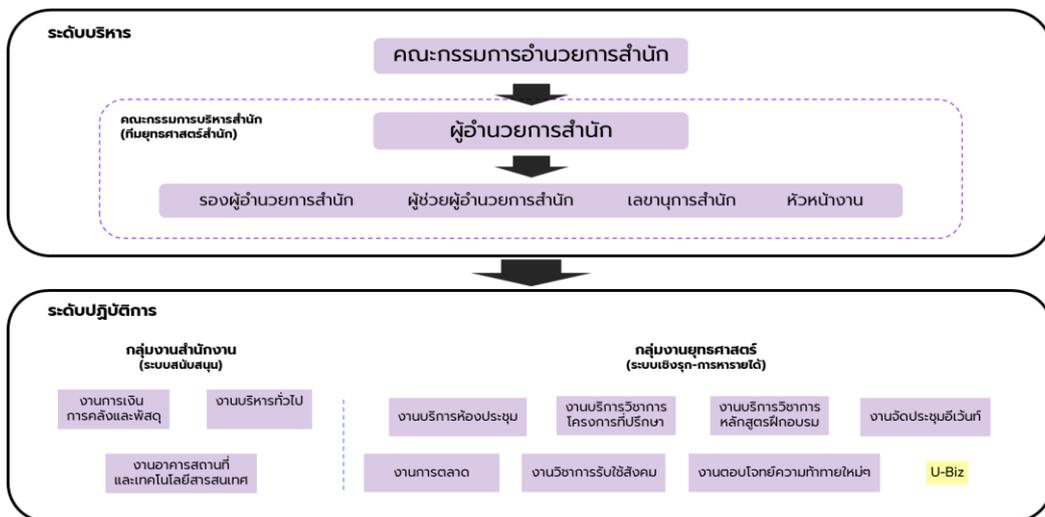 ระดับบริหาร
คณะกรรมการอำนวยการสำนัก
คณะกรรมการบริหารสำนัก
(ทีมยุทธศาสตร์สำนัก)
ผู้อำนวยการสำนัก
รองผู้อำนวยการสำนัก ผู้ช่วยผู้อำนวยการสำนัก เลขานุการสำนัก หัวหน้างาน
ระดับปฏิบัติการ
กลุ่มงานสำนักงาน
(ระบบสนับสนุน)
งานการเงิน
การคลังและพัสดุ
งานบริหารทั่วไป
งานอาคารสถานที่
และเทคโนโลยีสารสนเทศ
กลุ่มงานยุทธศาสตร์
(ระบบเชิงรุก-การหารายได้)
งานบริการห้องประชุม
งานบริการวิชาการ
โครงการที่ปรึกษา
งานบริการวิชาการ
หลักสูตรฝึกอบรม
งานจัดประชุมอีเว้นท์
งานการตลาด
งานวิชาการรับใช้สังคม
งานตอบโจทย์ความท้าทายใหม่ๆ
U-Biz